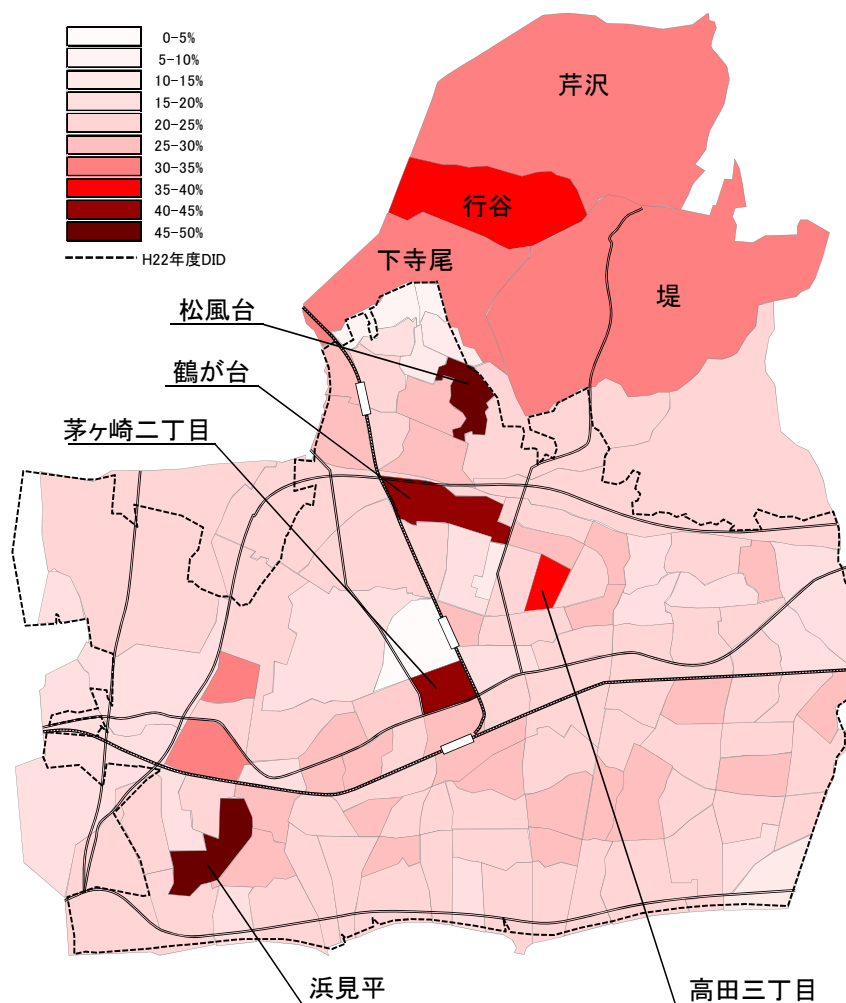 0-5%
5-10%
10-15%
15-20%
20-25%
25-30%
30-35%
35-40%
40-45%
45-50%
H22年度DID
芹沢
行谷
下寺尾
堤
松風台
鶴が台
茅ヶ崎二丁目
浜見平
高田三丁目